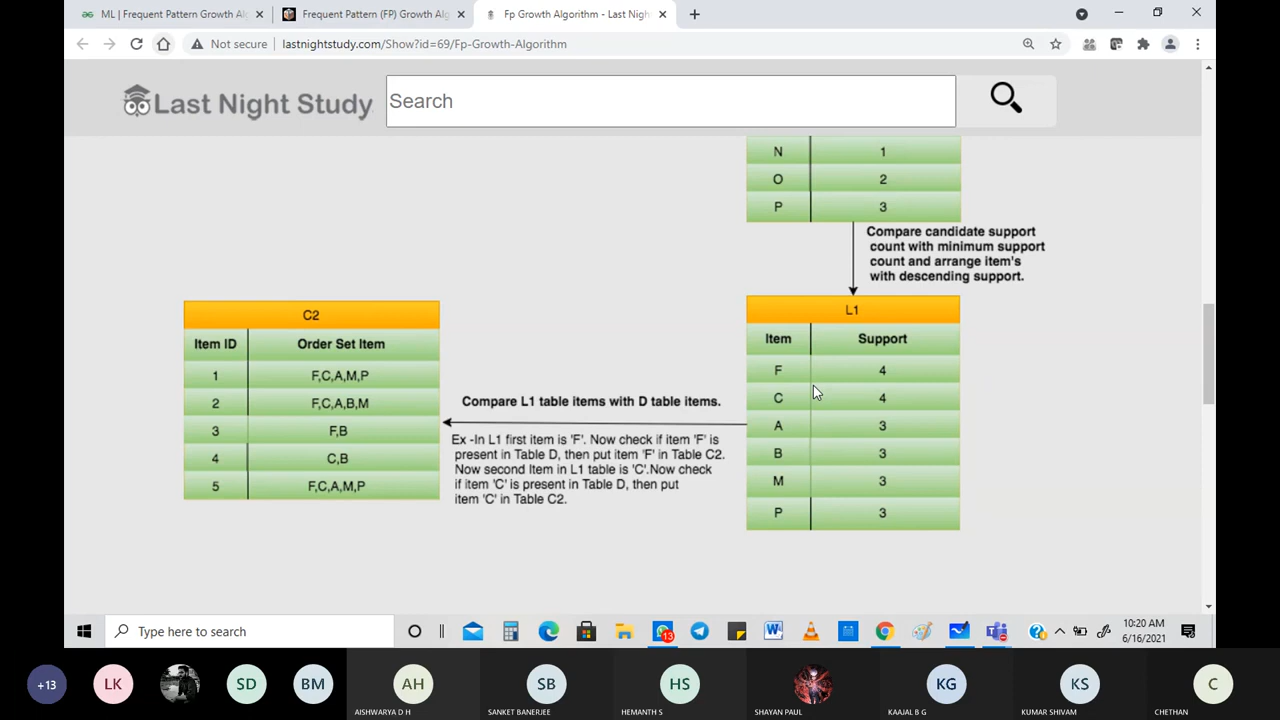 ML | Frequent Pattern Growth Al
Frequent Pattern (FP) Growth Alg
Fp Growth Algorithm - Last Nigh
Not secure
lastnightstudy.com/Show?id=69/Fp-Growth-Algorithm
Last Night Study
Search
N 1
O 2
P 3
Compare candidate support
count with minimum support
count and arrange item's
with descending support.
C2
Item ID Order Set Item
1 F,C,A,M,P
2 F,C,A,B,M
3 F,B
4 C,B
5 F,C,A,M,P
Compare L1 table items with D table items.
Ex -In L1 first item is 'F'. Now check if item 'F' is
present in Table D, then put item 'F' in Table C2.
Now second Item in L1 table is 'C'.Now check
if item 'C' is present in Table D, then put
item 'C' in Table C2.
L1
Item Support
F 4
C 4
A 3
B 3
M 3
P 3
Type here to search
13
10:20 AM
6/16/2021
+13
LK
SD
BM
AH
AISHWARYA D H
SB
SANKET BANERJEE
HS
HEMANTH S
SHAYAN PAUL
KG
KAAJAL B G
KS
KUMAR SHIVAM
C
CHETHAN